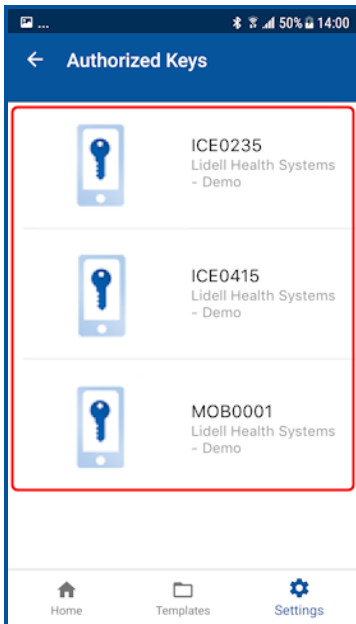 ... 50% 14:00
Authorized Keys
ICE0235
Lidell Health Systems
- Demo
ICE0415
Lidell Health Systems
- Demo
MOB0001
Lidell Health Systems
- Demo
Home Templates Settings